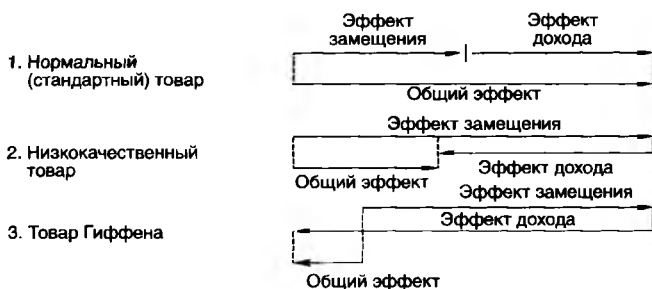 Эффект замещения
Эффект дохода
1. Нормальный
(стандартный) товар
Общий эффект
Эффект замещения
2. Низкокачественный
товар
Эффект дохода
Общий эффект
Эффект замещения
Эффект дохода
3. Товар Гиффена
Общий эффект